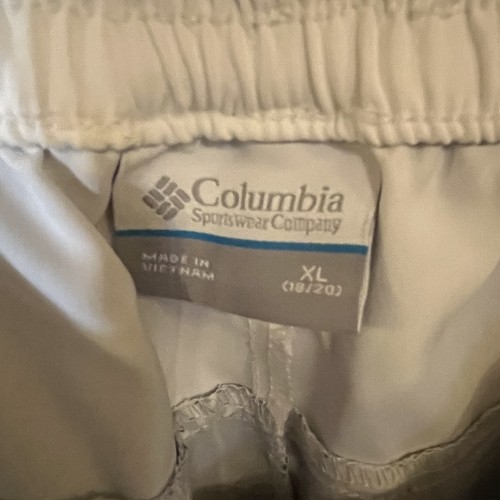 Columbia
Sportswear Company
MADE IN
VIETNAM
XL
(18/20)